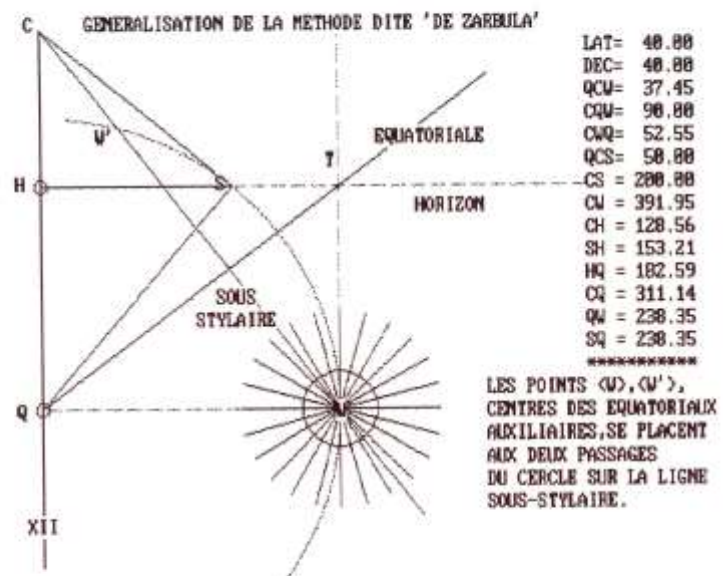 C
GEMERALISATION DE LA METHODE DITE 'DE ZARBULA'
LAT= 40.00
DEC= 40.00
QCW= 37.45
CQW= 90.00
CWQ= 52.55
QCS= 50.00
CS = 200.00
CW = 391.95
CH = 128.56
SH = 153.21
HQ = 182.59
CQ = 311.14
QW = 238.35
SQ = 238.35
***********
W'
EQUATORIALE
T
H
S
HORIZON
SOUS
STYLAIRE
Q
W
LES POINTS (W),(W'),
CENTRES DES EQUATORIAUX
AUXILIAIRES,SE PLACENT
AUX DEUX PASSAGES
DU CERCLE SUR LA LIGNE
SOUS-STYLAIRE.
XII